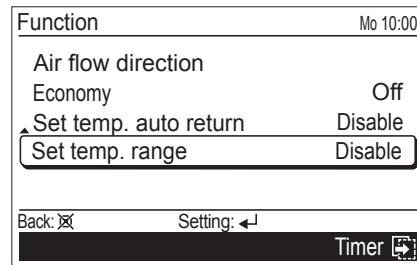 Function Mo 10:00
Air flow direction
Economy Off
Set temp. auto return Disable
Set temp. range Disable
Back: Setting:
Timer